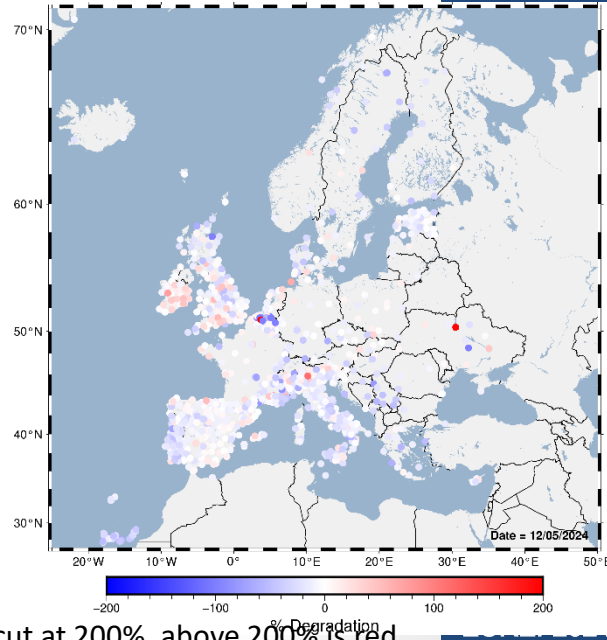 70°N
60°N
50°N
40°N
30°N
Date = 12/05/2024
20°W 10°W 0° 10°E 20°E 30°E 40°E 50°E
−200 −100 0 100 200
% Degradation
cut at 200%, above 200% is red